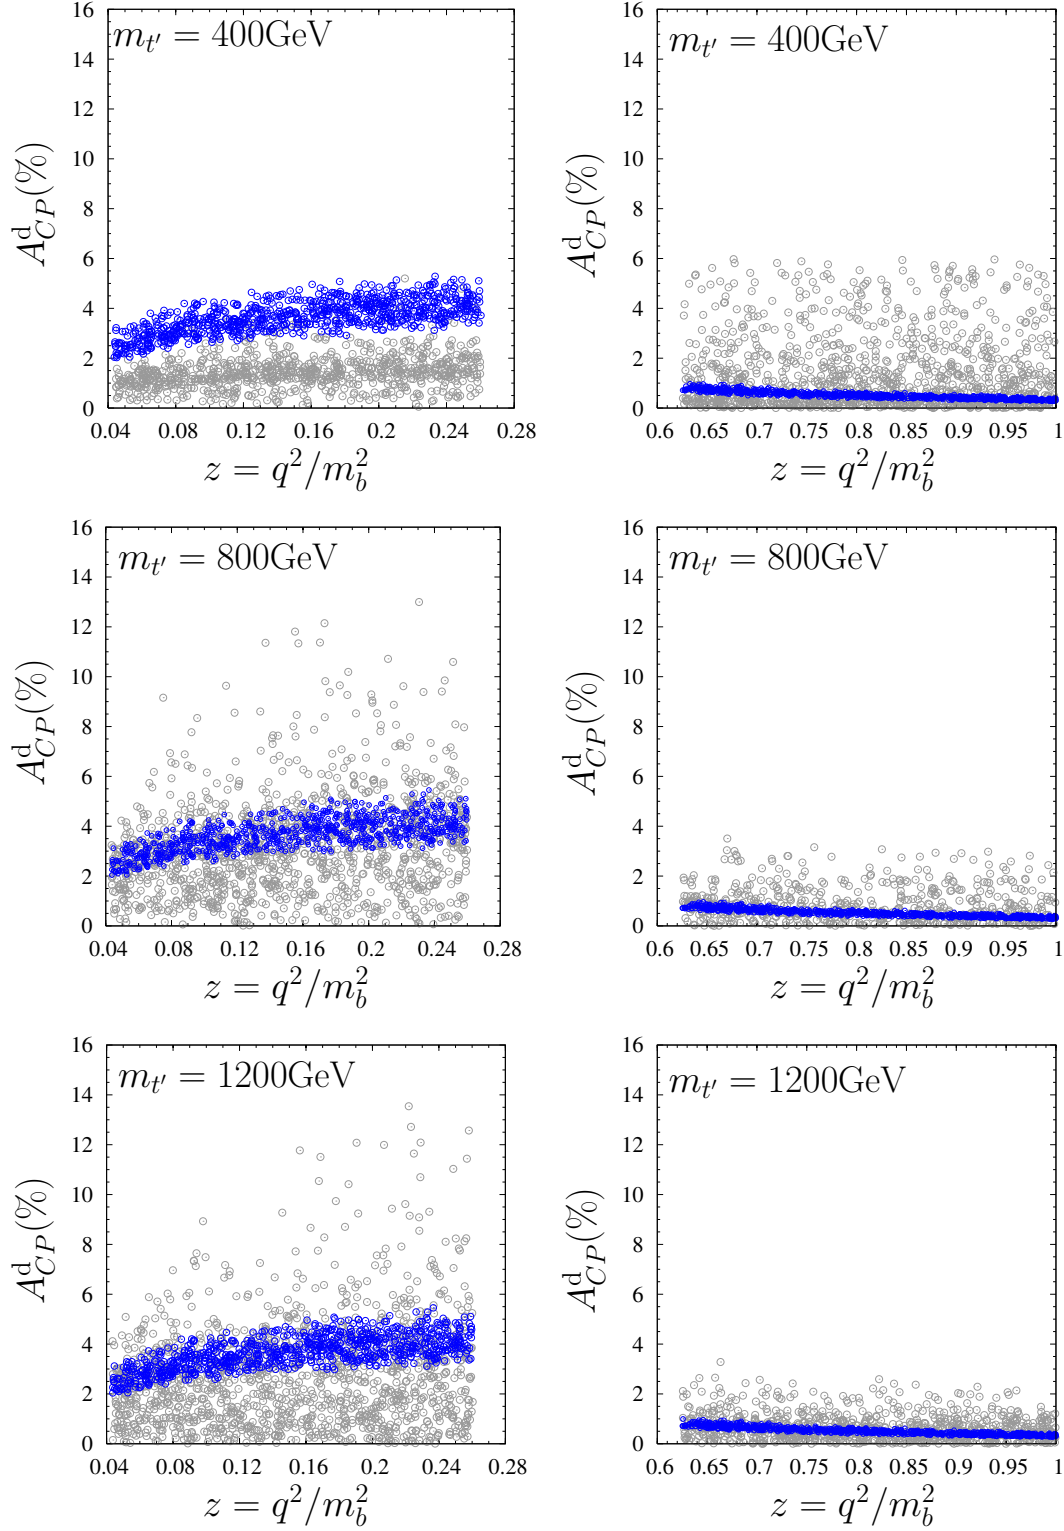 m_{t'} = 400GeV
A^d_{CP}(%)
16
14
12
10
8
6
4
2
0
0.04 0.08 0.12 0.16 0.2 0.24 0.28
z = q^2/m_b^2
m_{t'} = 400GeV
A^d_{CP}(%)
16
14
12
10
8
6
4
2
0
0.6 0.65 0.7 0.75 0.8 0.85 0.9 0.95 1
z = q^2/m_b^2
m_{t'} = 800GeV
A^d_{CP}(%)
16
14
12
10
8
6
4
2
0
0.04 0.08 0.12 0.16 0.2 0.24 0.28
z = q^2/m_b^2
m_{t'} = 800GeV
A^d_{CP}(%)
16
14
12
10
8
6
4
2
0
0.6 0.65 0.7 0.75 0.8 0.85 0.9 0.95 1
z = q^2/m_b^2
m_{t'} = 1200GeV
A^d_{CP}(%)
16
14
12
10
8
6
4
2
0
0.04 0.08 0.12 0.16 0.2 0.24 0.28
z = q^2/m_b^2
m_{t'} = 1200GeV
A^d_{CP}(%)
16
14
12
10
8
6
4
2
0
0.6 0.65 0.7 0.75 0.8 0.85 0.9 0.95 1
z = q^2/m_b^2